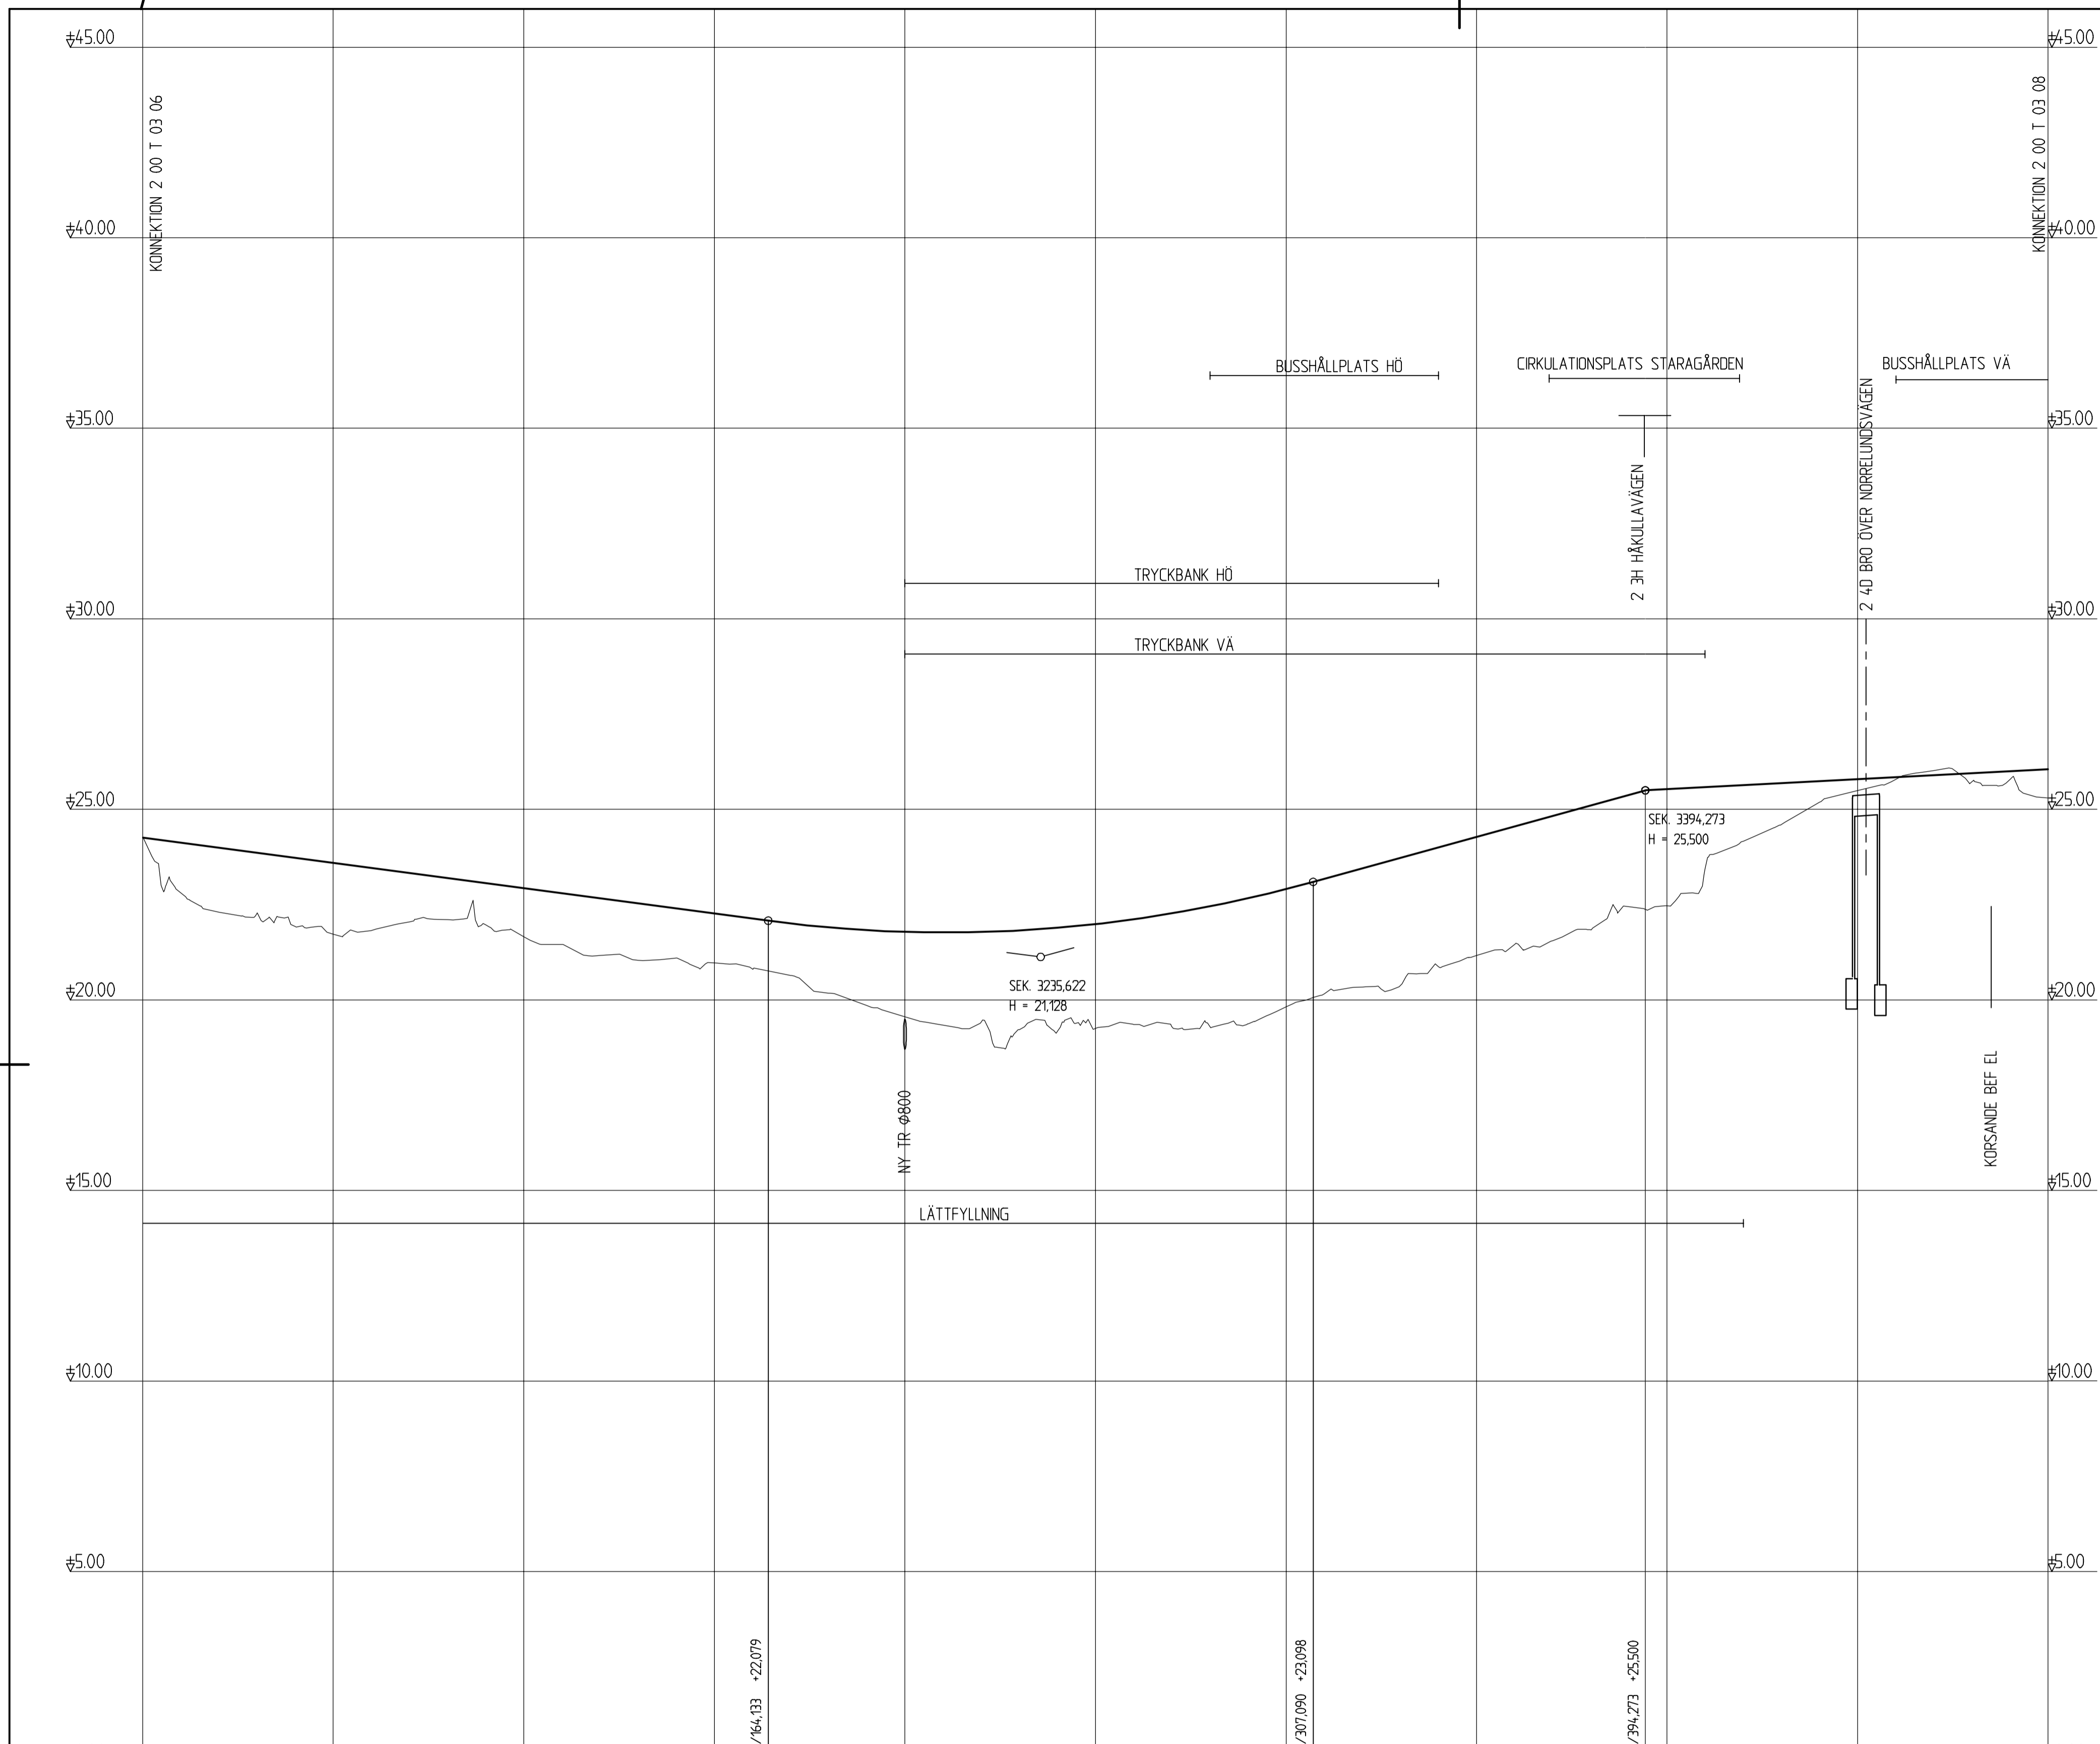 ±45.00
±45.00
KONNEKTION 2 00 T 03 06
KONNEKTION 2 00 T 03 08
±40.00
±40.00
BUSSHÅLLPLATS HÖ
CIRKULATIONSPLATS STARAGÅRDEN
BUSSHÅLLPLATS VÄ
±35.00
±35.00
2 3H HÅKULLAVÄGEN
2 4D BRO ÖVER NORRELUNDSVÄGEN
TRYCKBANK HÖ
±30.00
±30.00
TRYCKBANK VÄ
±25.00
±25.00
SEK. 3394,273
H = 25,500
SEK. 3235,622
H = 21,128
±20.00
±20.00
NY TR Ø800
KORSANDE BEF EL
±15.00
±15.00
LÄTTFYLLNING
±10.00
±10.00
±5.00
±5.00
/164,133 +22,079
/307,090 +23,098
/394,273 +25,500